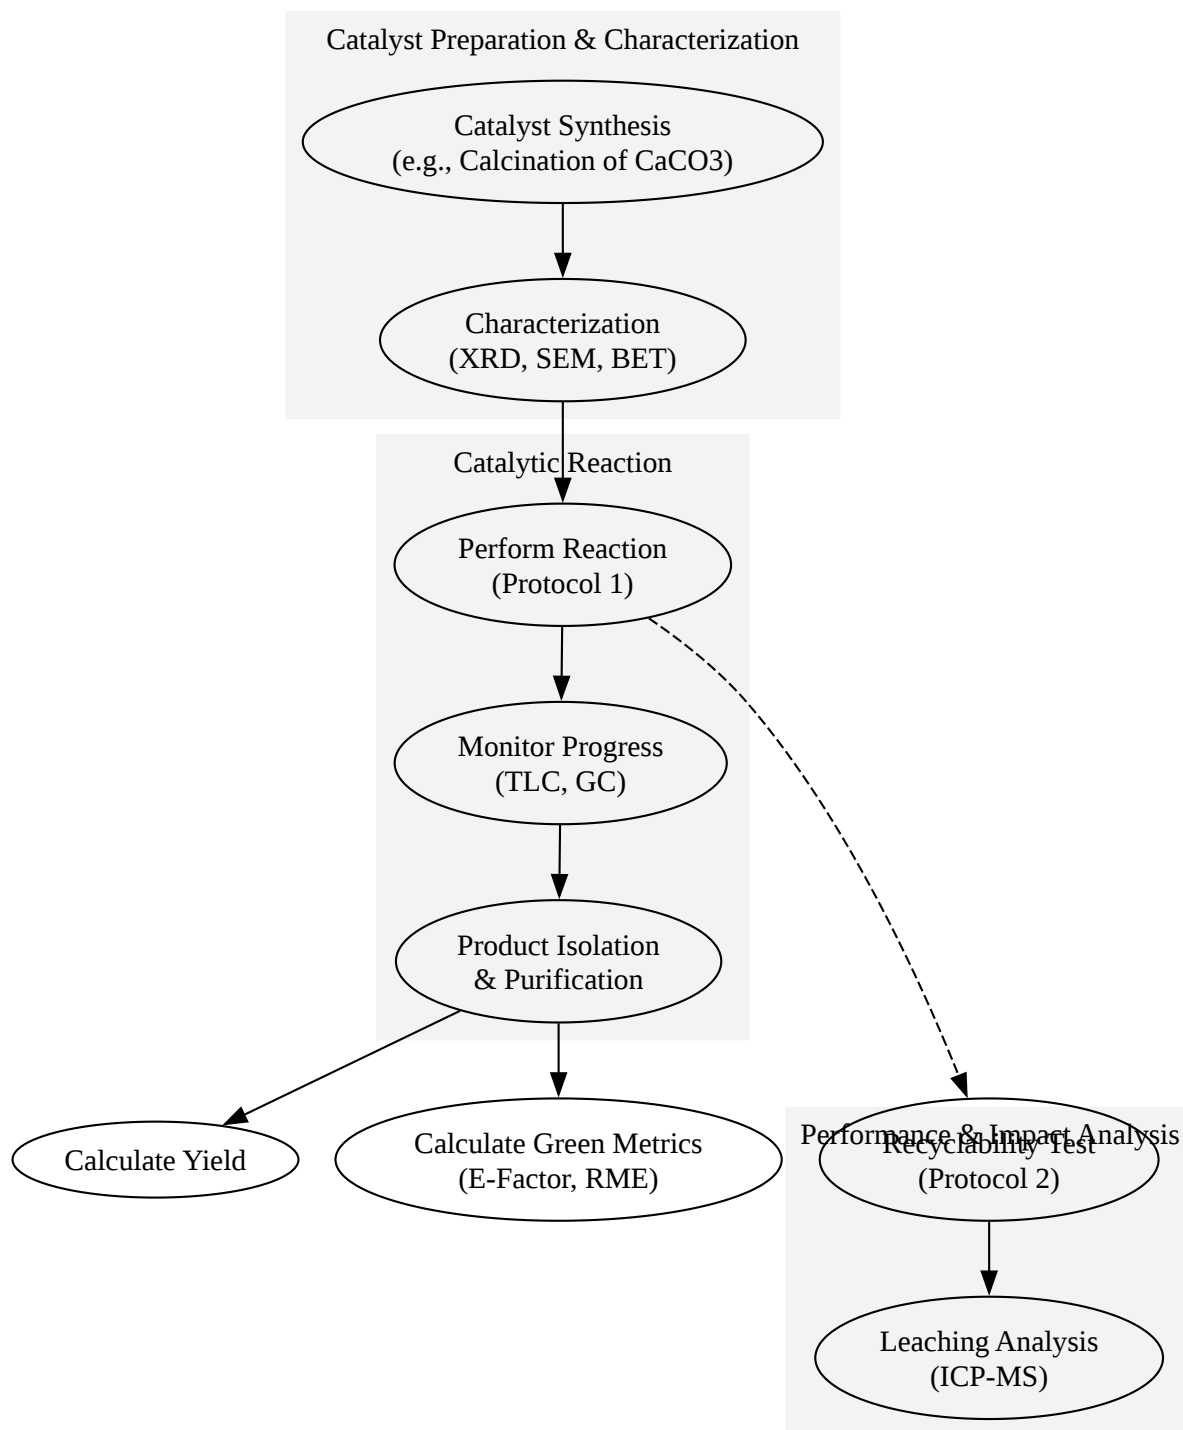 Catalyst Preparation & Characterization
Catalyst Synthesis
(e.g., Calcination of CaCO3)
Characterization
(XRD, SEM, BET)
Catalytic Reaction
Perform Reaction
(Protocol 1)
Monitor Progress
(TLC, GC)
Product Isolation
& Purification
Calculate Yield
Calculate Green Metrics
(E-Factor, RME)
Performance & Impact Analysis
Recyclability Test
(Protocol 2)
Leaching Analysis
(ICP-MS)